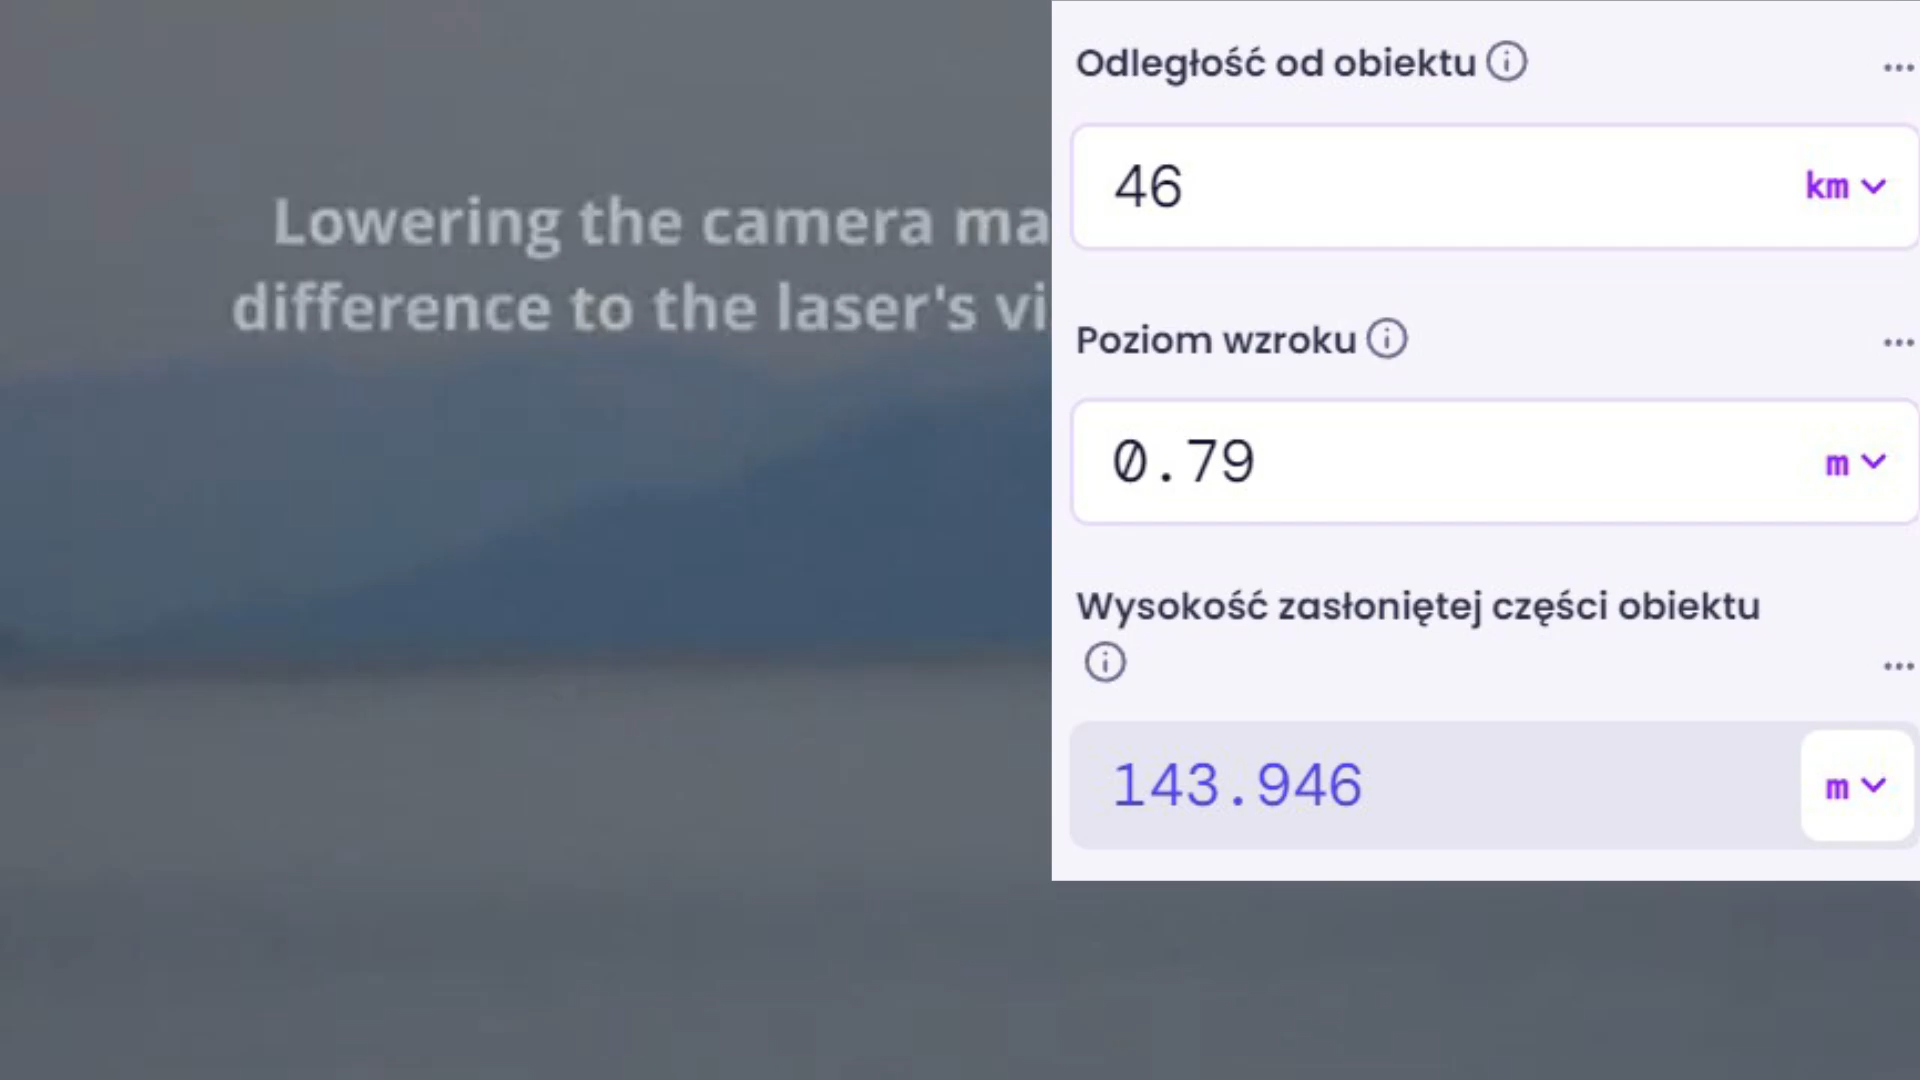 Lowering the camera ma
difference to the laser's vi
Odległość od obiektu
46 km
Poziom wzroku
0.79 m
Wysokość zasłoniętej części obiektu
143.946 m